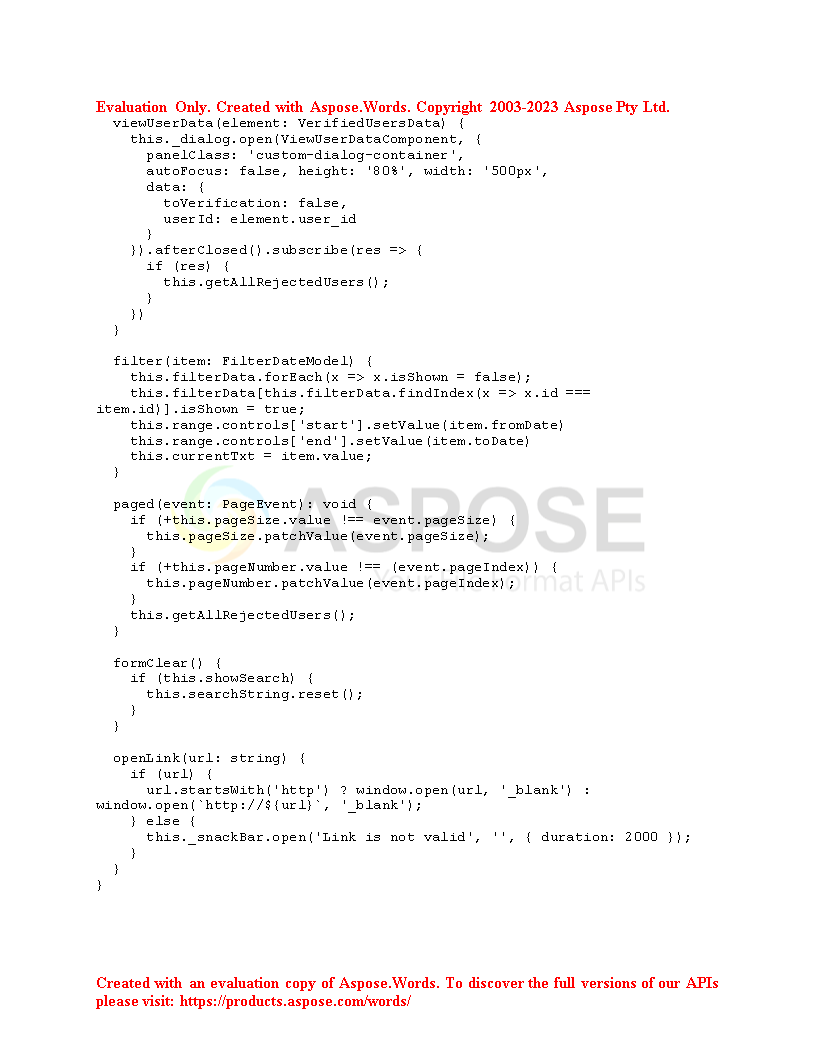 Evaluation Only. Created with Aspose.Words. Copyright 2003-2023 Aspose Pty Ltd.
  viewUserData(element: VerifiedUsersData) {
    this._dialog.open(ViewUserDataComponent, {
      panelClass: 'custom-dialog-container',
      autoFocus: false, height: '80%', width: '500px',
      data: {
        toVerification: false,
        userId: element.user_id
      }
    }).afterClosed().subscribe(res => {
      if (res) {
        this.getAllRejectedUsers();
      }
    })
  }

  filter(item: FilterDateModel) {
    this.filterData.forEach(x => x.isShown = false);
    this.filterData[this.filterData.findIndex(x => x.id ===
item.id)].isShown = true;
    this.range.controls['start'].setValue(item.fromDate)
    this.range.controls['end'].setValue(item.toDate)
    this.currentTxt = item.value;
  }

  paged(event: PageEvent): void {
    if (+this.pageSize.value !== event.pageSize) {
      this.pageSize.patchValue(event.pageSize);
    }
    if (+this.pageNumber.value !== (event.pageIndex)) {
      this.pageNumber.patchValue(event.pageIndex);
    }
    this.getAllRejectedUsers();
  }
ASPOSE
Your File Format APIs

  formClear() {
    if (this.showSearch) {
      this.searchString.reset();
    }
  }

  openLink(url: string) {
    if (url) {
      url.startsWith('http') ? window.open(url, '_blank') :
window.open(`http://${url}`, '_blank');
    } else {
      this._snackBar.open('Link is not valid', '', { duration: 2000 });
    }
  }
}
Created with an evaluation copy of Aspose.Words. To discover the full versions of our APIs
please visit: https://products.aspose.com/words/